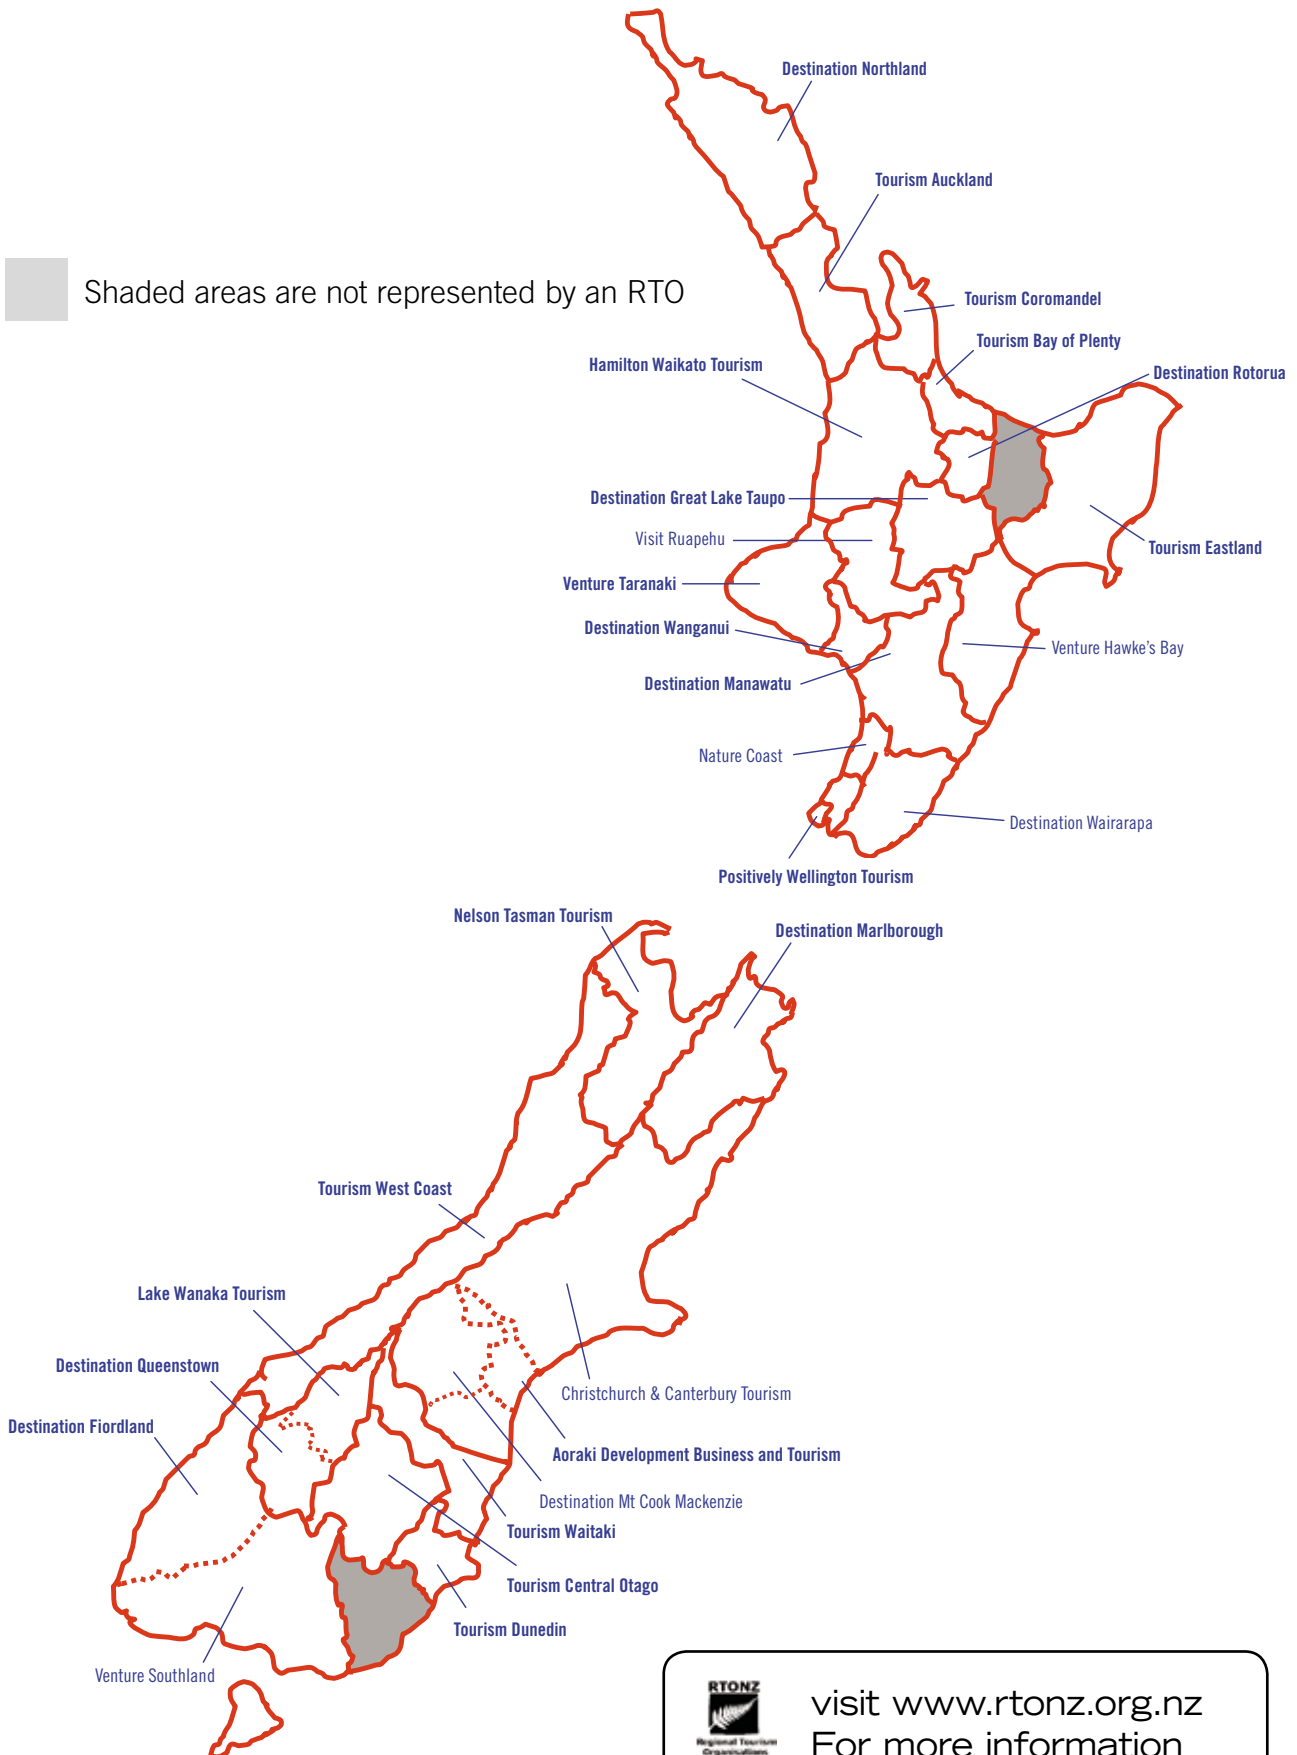 Destination Northland
Tourism Auckland
Shaded areas are not represented by an RTO
Tourism Coromandel
Tourism Bay of Plenty
Hamilton Waikato Tourism
Destination Rotorua
Destination Great Lake Taupo
Visit Ruapehu
Tourism Eastland
Venture Taranaki
Destination Wanganui
Venture Hawke's Bay
Destination Manawatu
Nature Coast
Destination Wairarapa
Positively Wellington Tourism
Nelson Tasman Tourism
Destination Marlborough
Tourism West Coast
Lake Wanaka Tourism
Destination Queenstown
Christchurch & Canterbury Tourism
Destination Fiordland
Aoraki Development Business and Tourism
Destination Mt Cook Mackenzie
Tourism Waitaki
Tourism Central Otago
Tourism Dunedin
Venture Southland
RTONZ
Regional Tourism
Organisations
visit www.rtonz.org.nz
For more information